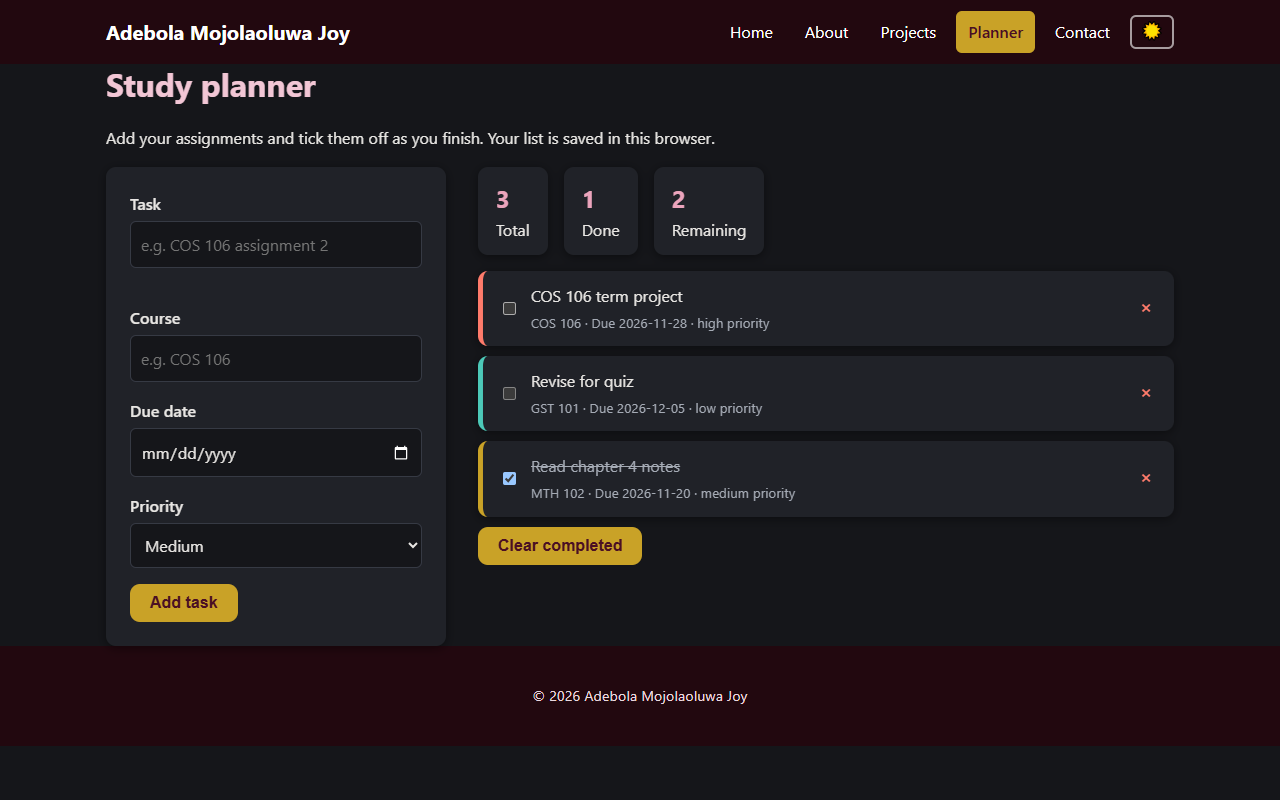 Adebola Mojolaoluwa Joy
Home About Projects Planner Contact
Study planner
Add your assignments and tick them off as you finish. Your list is saved in this browser.
Task
e.g. COS 106 assignment 2
Course
e.g. COS 106
Due date
mm/dd/yyyy
Priority
Medium
Add task
3 1 2
Total Done Remaining
COS 106 term project
COS 106 · Due 2026-11-28 · high priority
×
Revise for quiz
GST 101 · Due 2026-12-05 · low priority
×
Read chapter 4 notes
MTH 102 · Due 2026-11-20 · medium priority
×
Clear completed
© 2026 Adebola Mojolaoluwa Joy